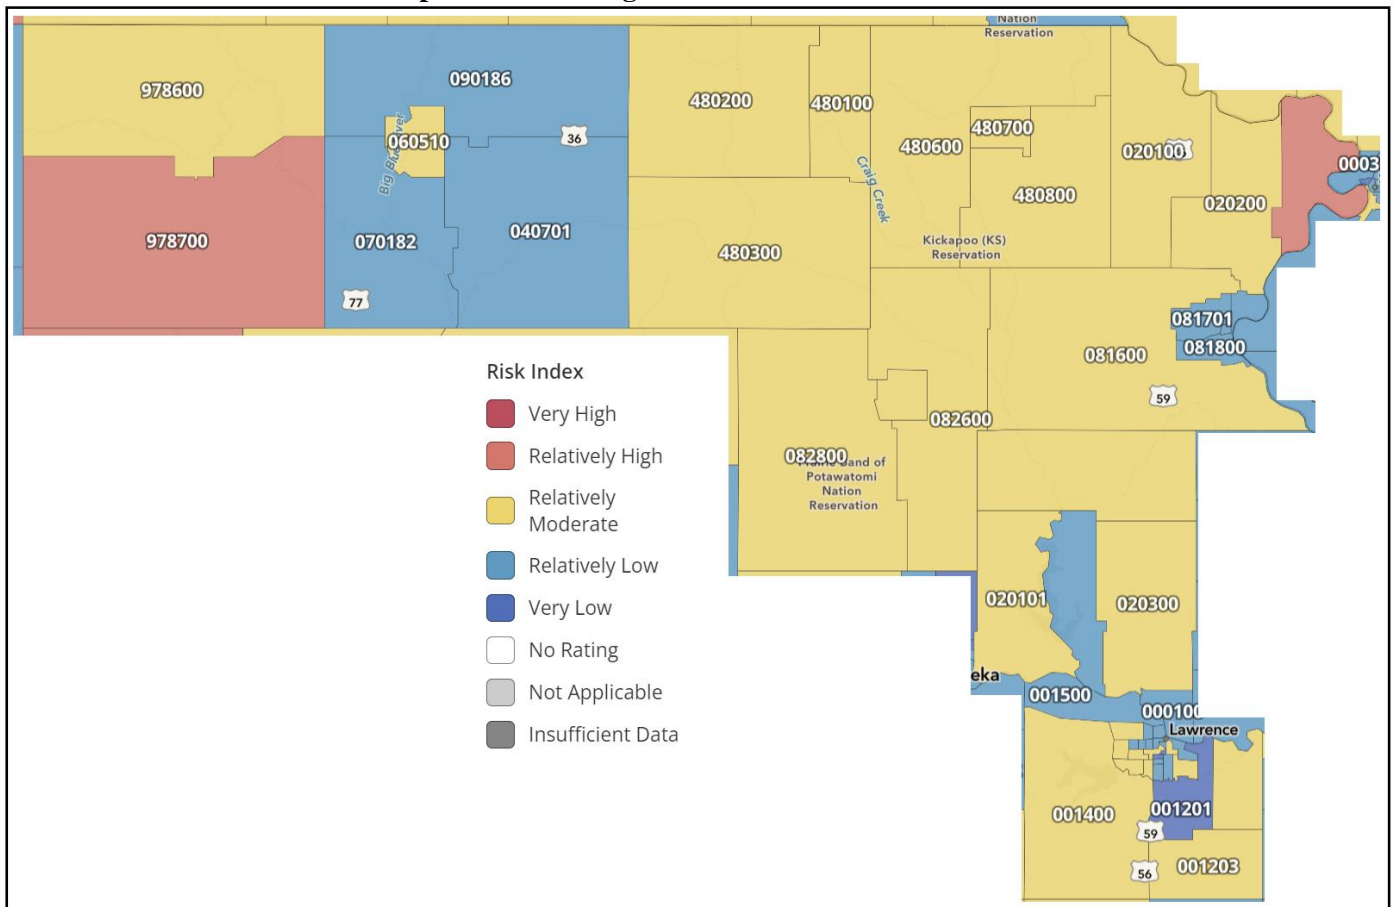 Nation
Reservation
978600
090186
480200
480100
36
060510
480600
480700
020100
0003
Craig Creek
480800
020200
978700
070182
040701
480300
Kickapoo (KS)
Reservation
77
081701
081800
081600
59
082600
082800
Potawatomi
Nation
Reservation
Risk Index
Very High
Relatively High
Relatively
Moderate
Relatively Low
Very Low
No Rating
Not Applicable
Insufficient Data
020101
020300
eka
001500
000100
Lawrence
001400
001201
59
56
001203